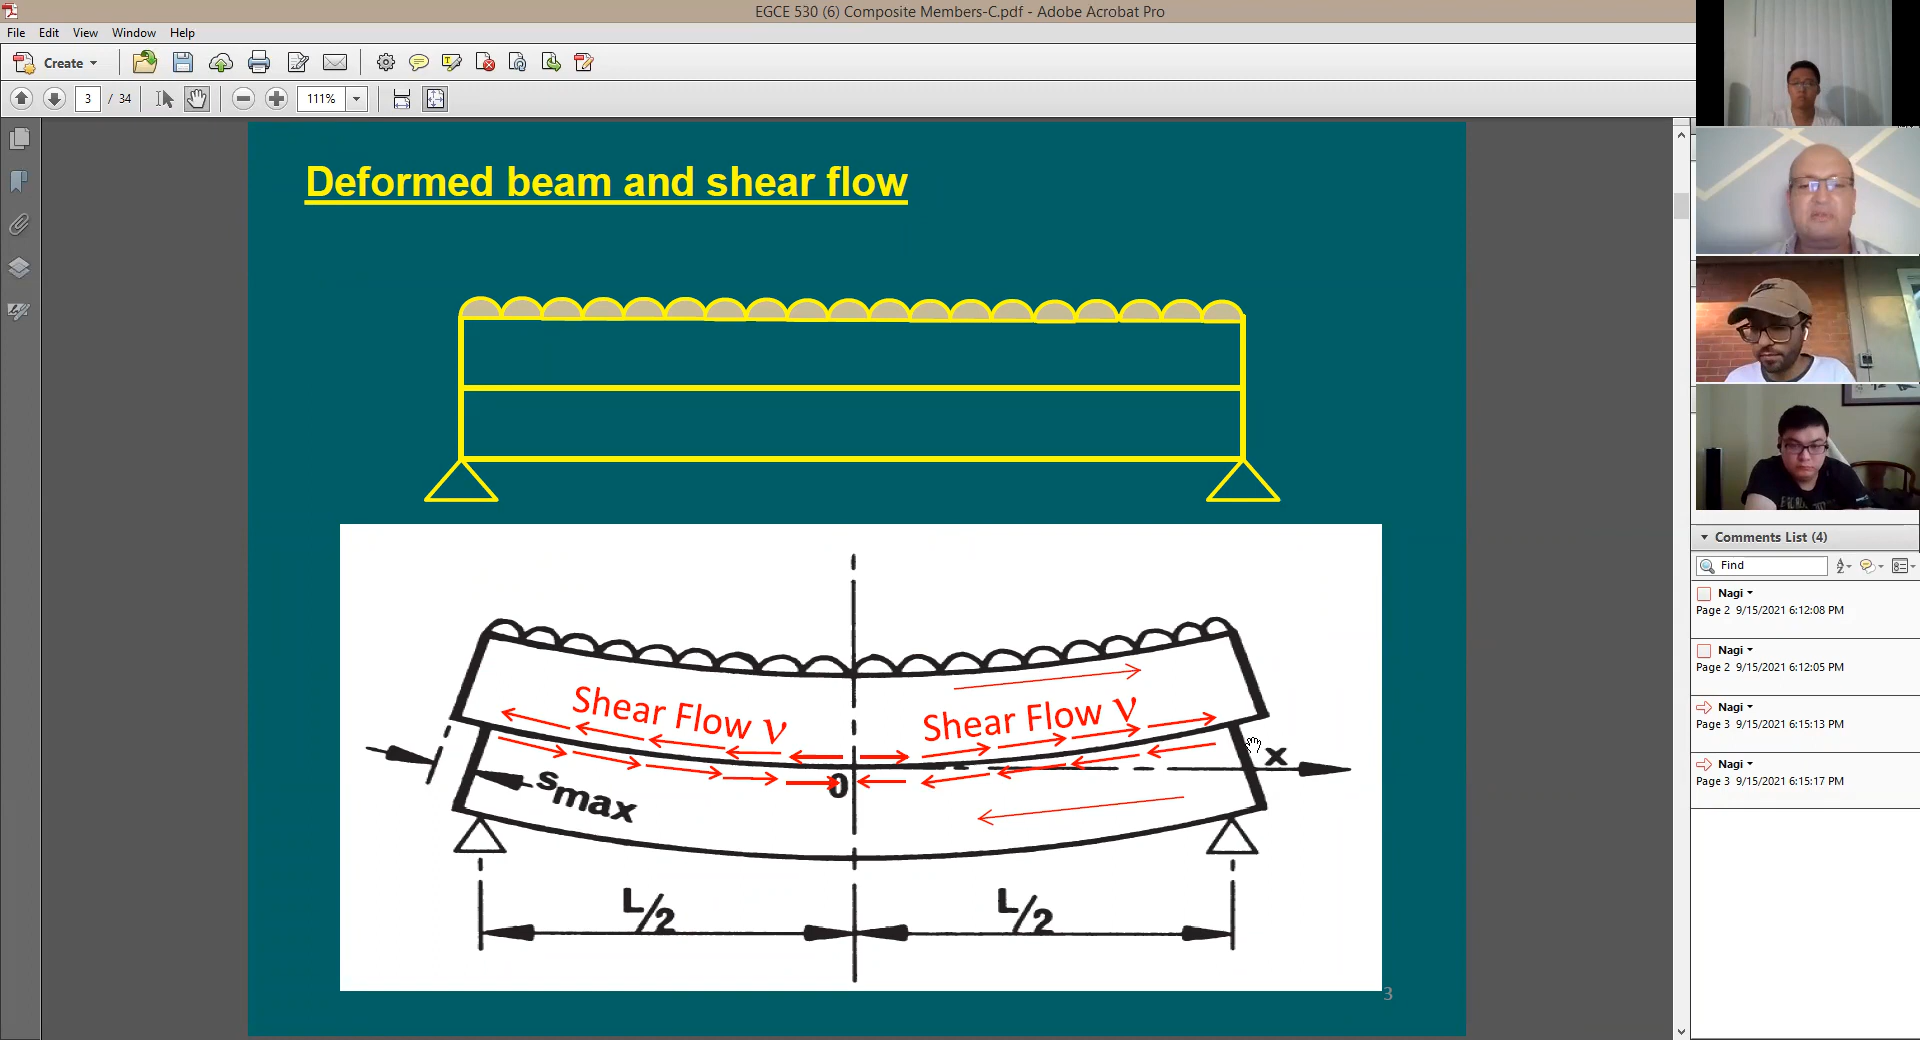 EGCE 530 (6) Composite Members-C.pdf - Adobe Acrobat Pro
File Edit View Window Help
Create
3 / 34 111%
Deformed beam and shear flow
Shear Flow ν Shear Flow ν
x
0
smax
L/2 L/2
3
Comments List (4)
Find
Nagi
Page 2 9/15/2021 6:12:08 PM
Nagi
Page 2 9/15/2021 6:12:05 PM
Nagi
Page 3 9/15/2021 6:15:13 PM
Nagi
Page 3 9/15/2021 6:15:17 PM